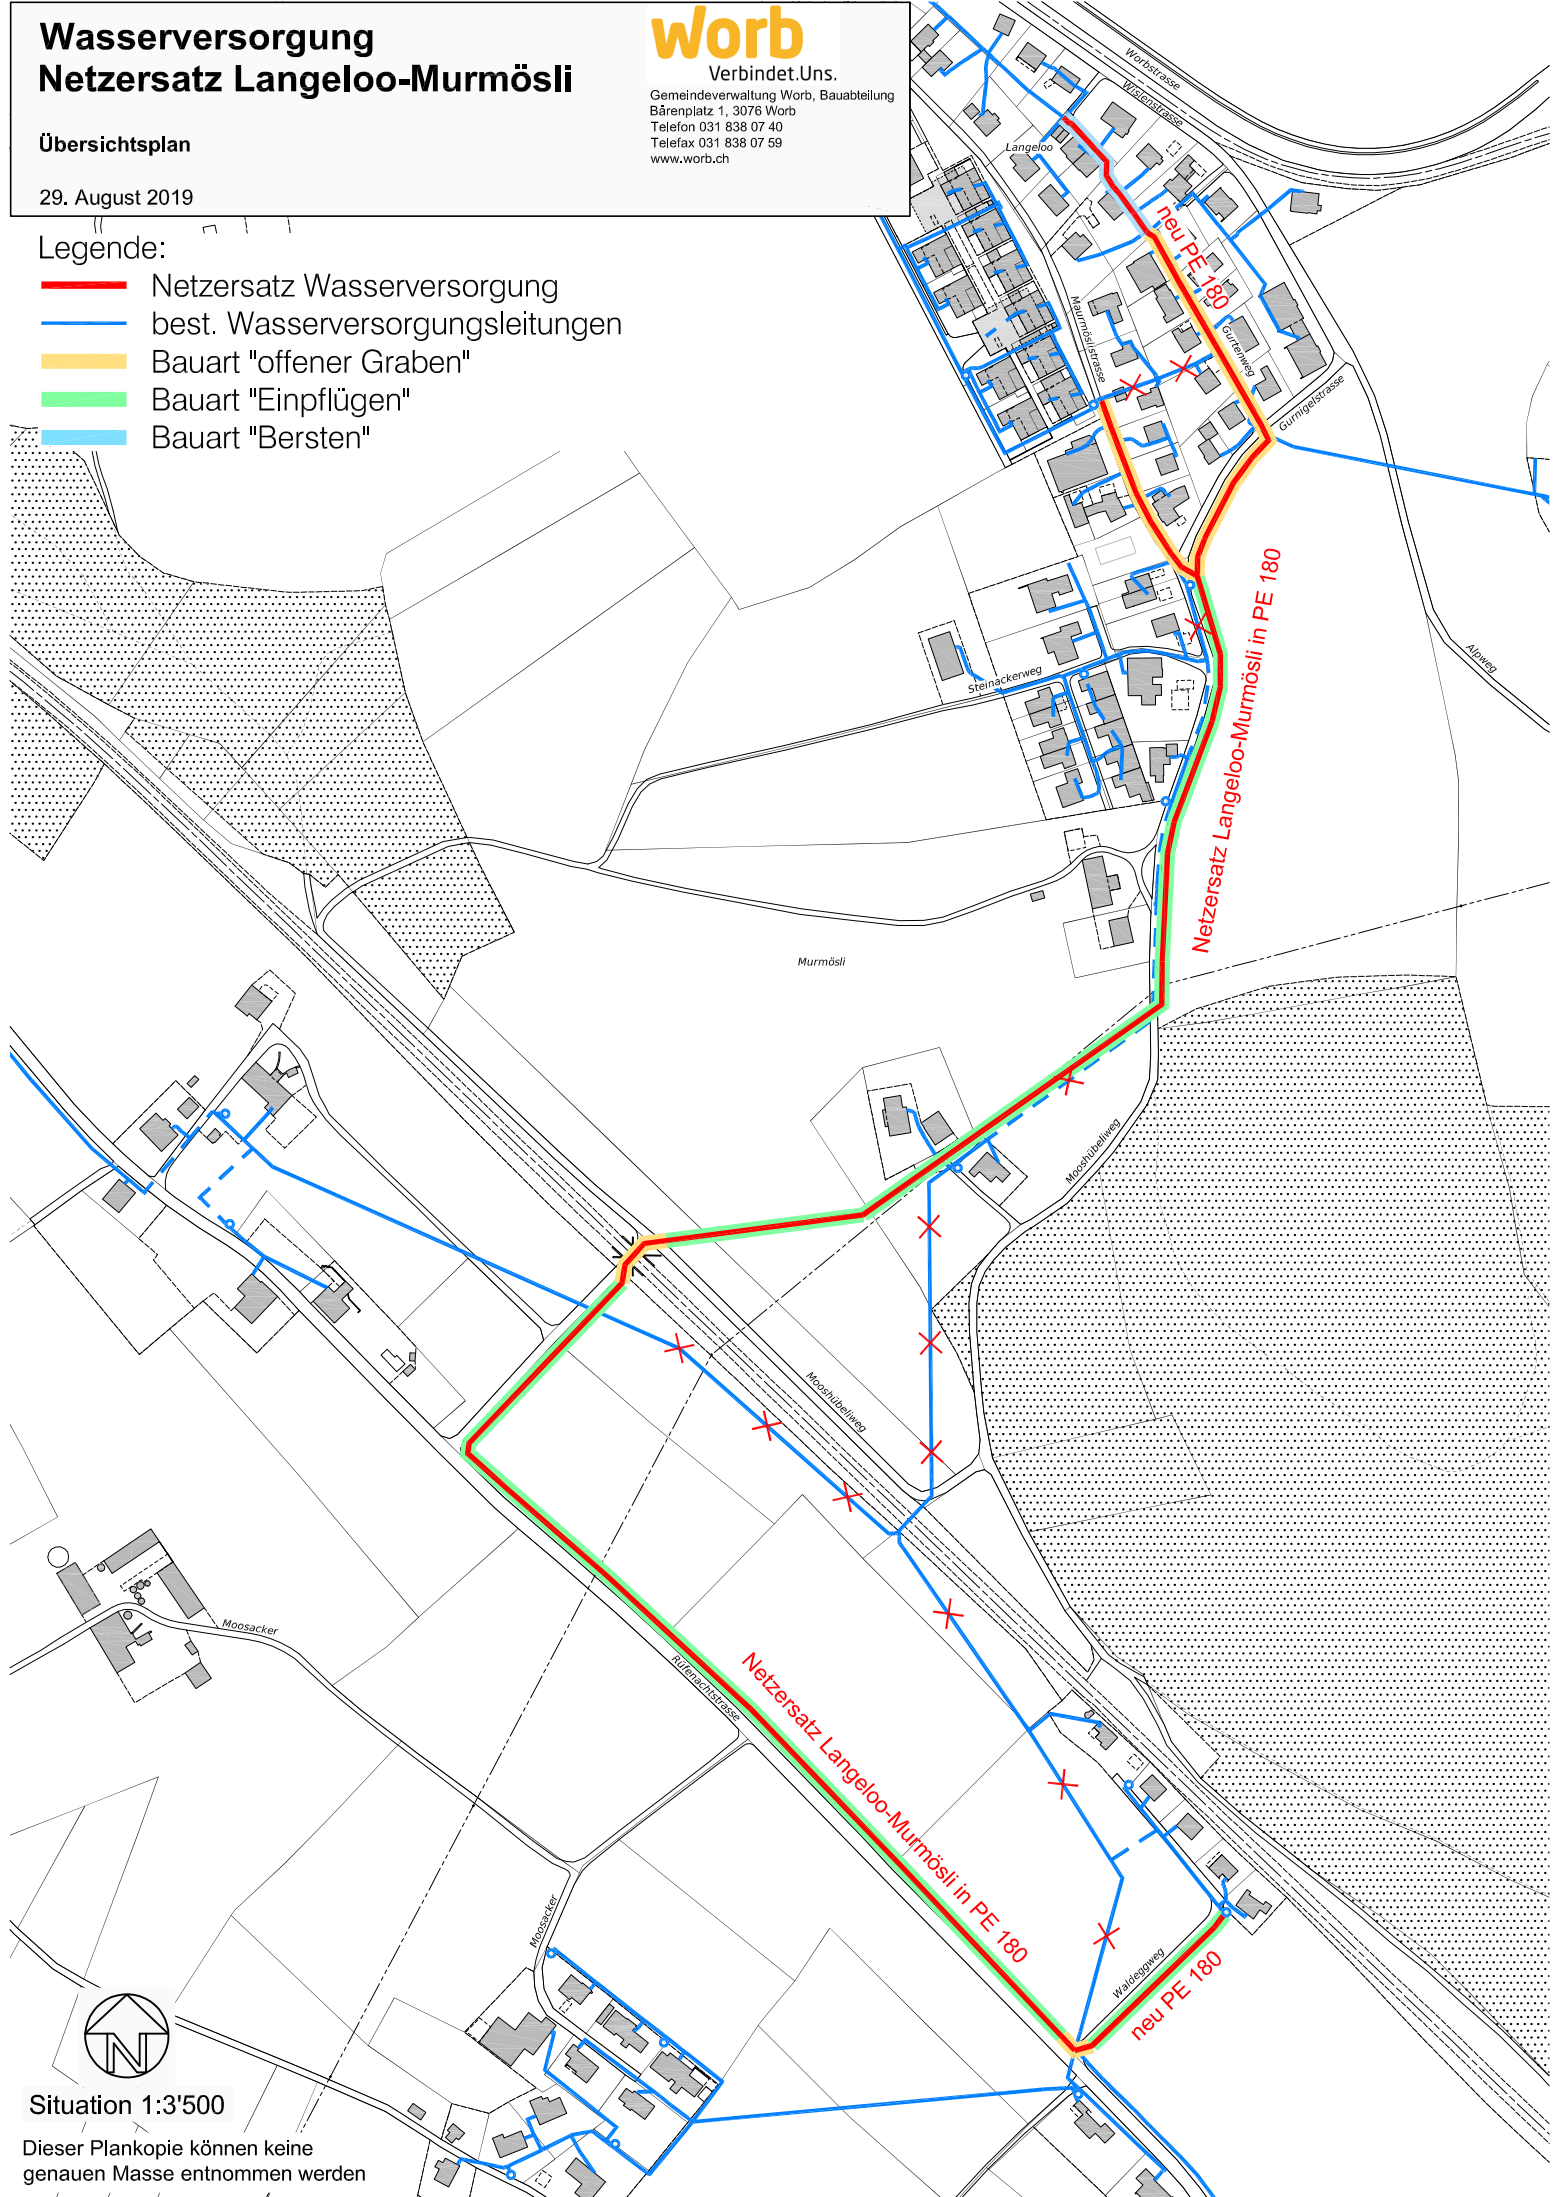 Wasserversorgung
Netzersatz Langeloo-Murmösli
Übersichtsplan
29. August 2019
worb
Verbindet.Uns.
Gemeindeverwaltung Worb, Bauabteilung
Bärenplatz 1, 3076 Worb
Telefon 031 838 07 40
Telefax 031 838 07 59
www.worb.ch
Legende:
Netzersatz Wasserversorgung
best. Wasserversorgungsleitungen
Bauart "offener Graben"
Bauart "Einpflügen"
Bauart "Bersten"
Worbstrasse
Wislenstrasse
Langeloo
neu PE 180
Maurmöslistrasse
Gurtenweg
Gurnigelstrasse
Alpweg
Steinackerweg
Netzersatz Langeloo-Murmösli in PE 180
Murmösli
Mooshübeliweg
Mooshübeliweg
Moosacker
Rüfenachtstrasse
Netzersatz Langeloo-Murmösli in PE 180
Moosacker
Waldeggweg
neu PE 180
N
Situation 1:3'500
Dieser Plankopie können keine
genauen Masse entnommen werden